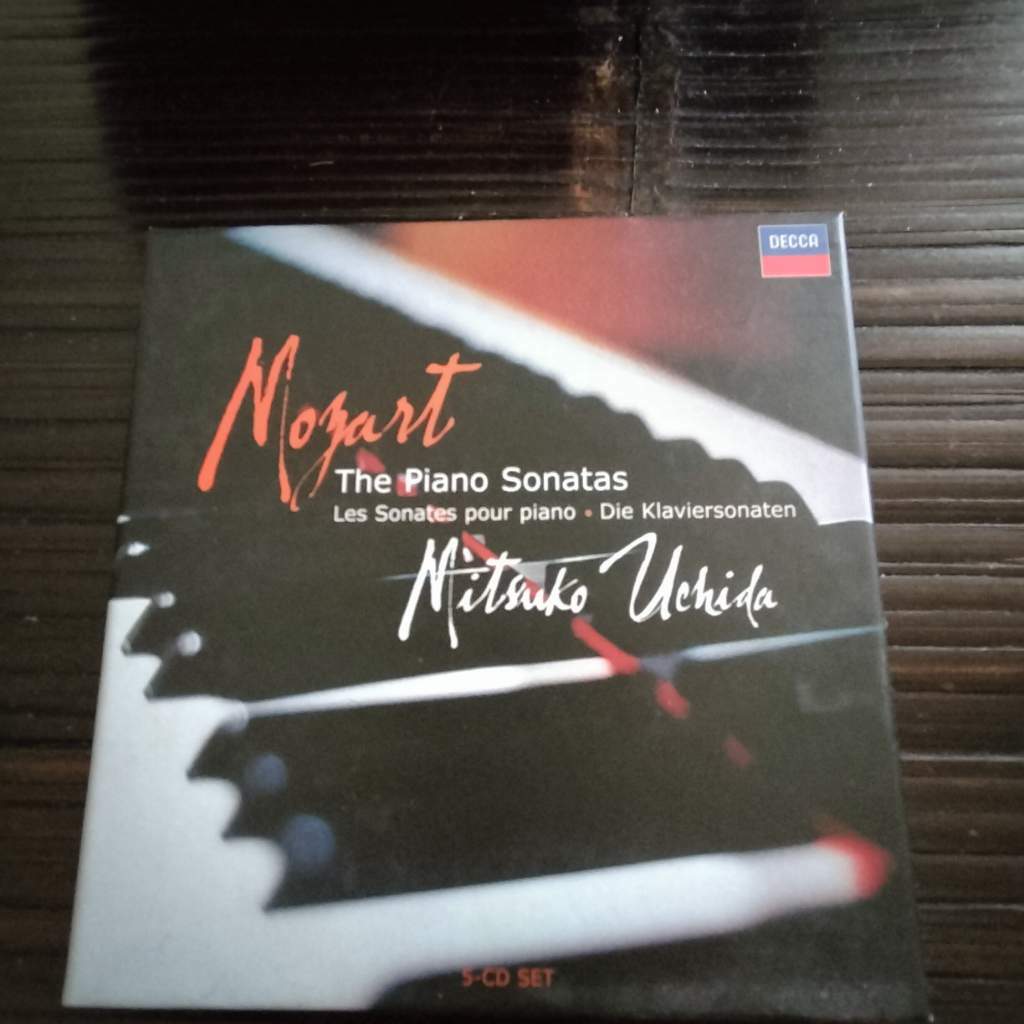 DECCA
Mozart
The Piano Sonatas
Les Sonates pour piano • Die Klaviersonaten
Mitsuko Uchida
5-CD SET